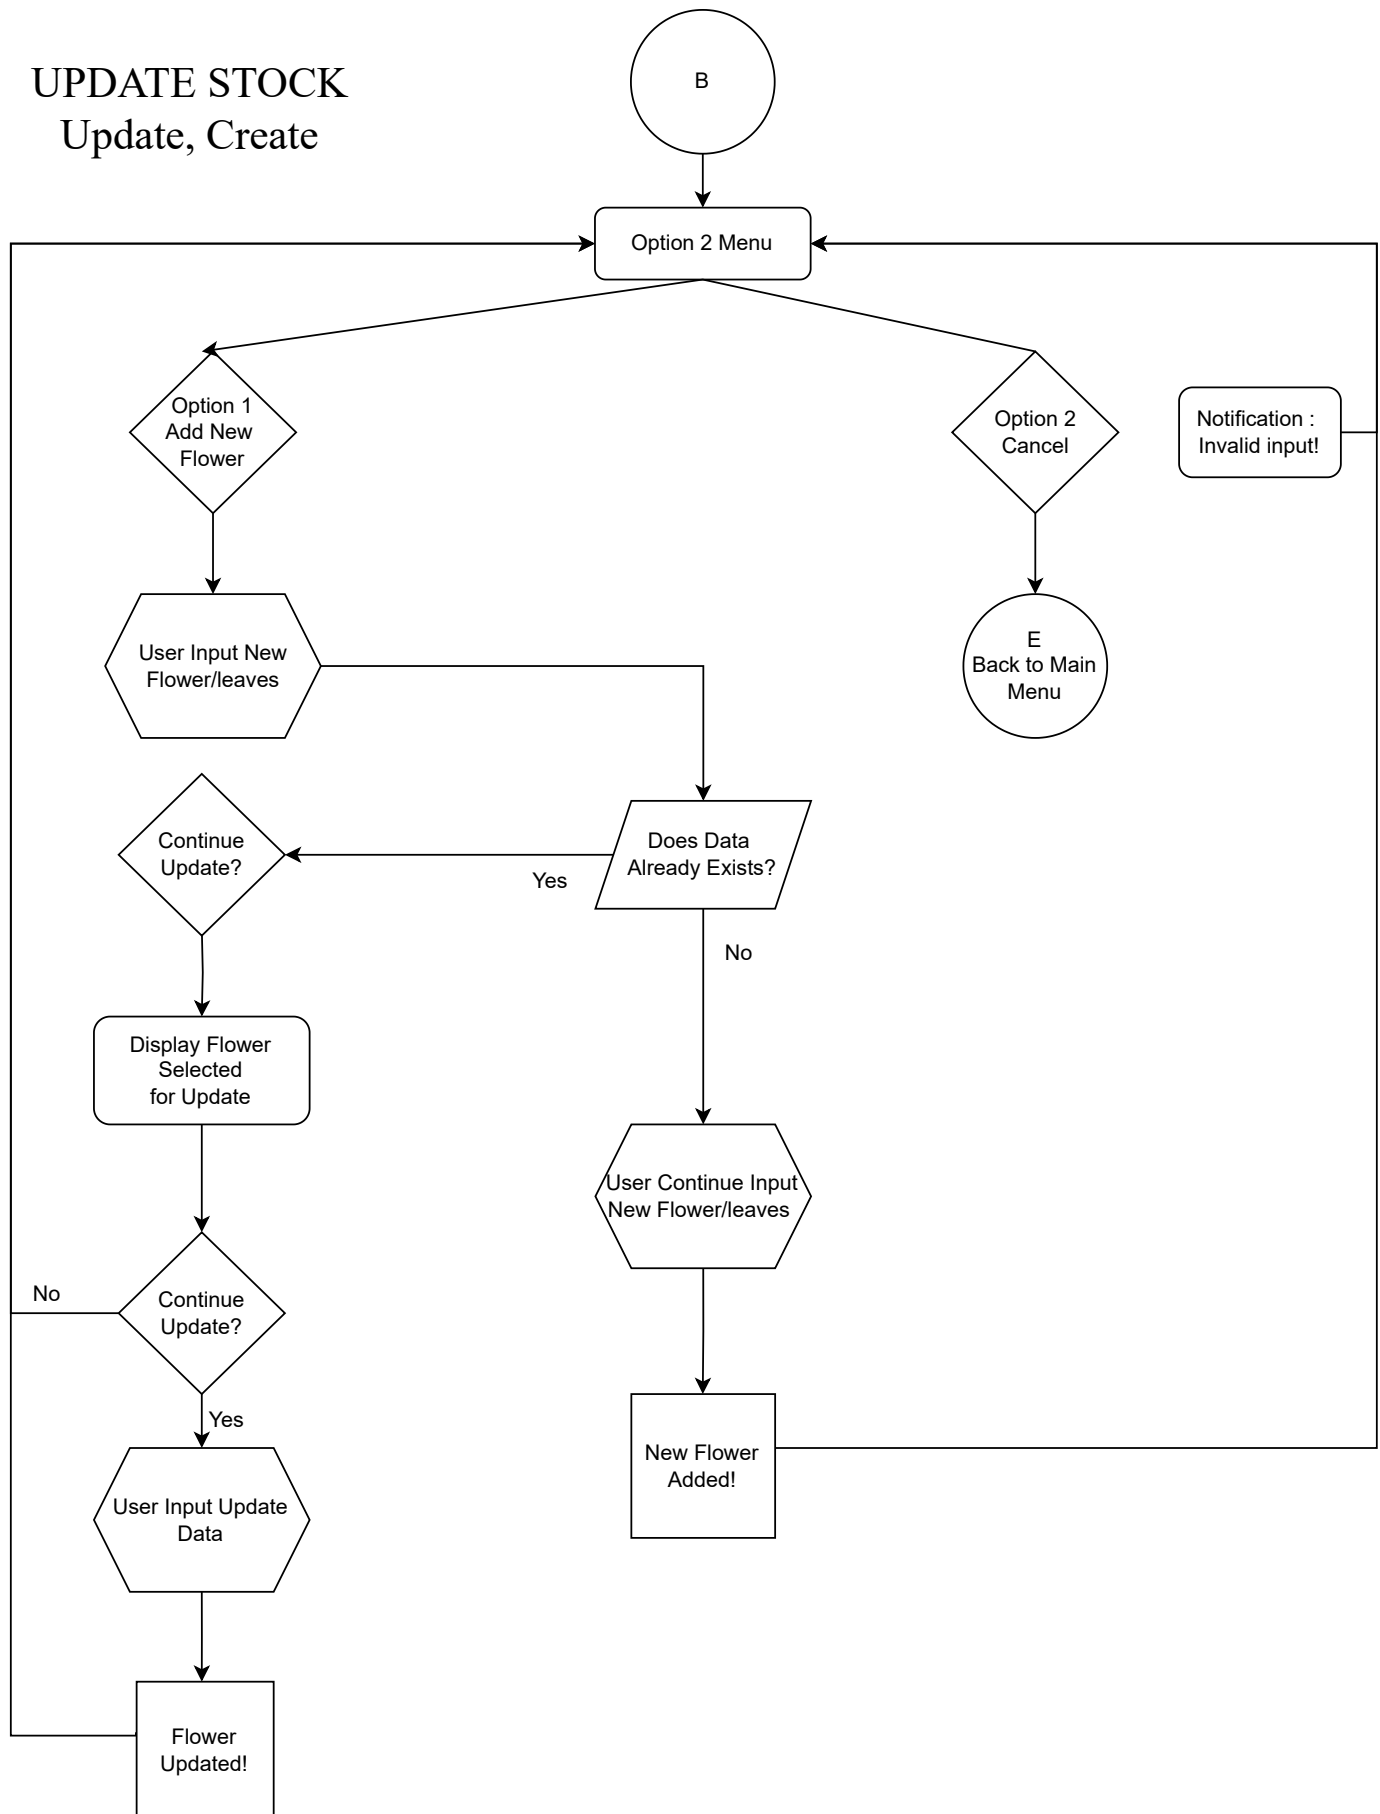 UPDATE STOCK
Update, Create
B
Option 2 Menu
Option 1
Add New
Flower
Option 2
Cancel
Notification :
Invalid input!
User Input New
Flower/leaves
E
Back to Main
Menu
Continue
Update?
Does Data
Already Exists?
Yes
No
Display Flower
Selected
for Update
User Continue Input
New Flower/leaves
No
Continue
Update?
Yes
New Flower
Added!
User Input Update
Data
Flower
Updated!